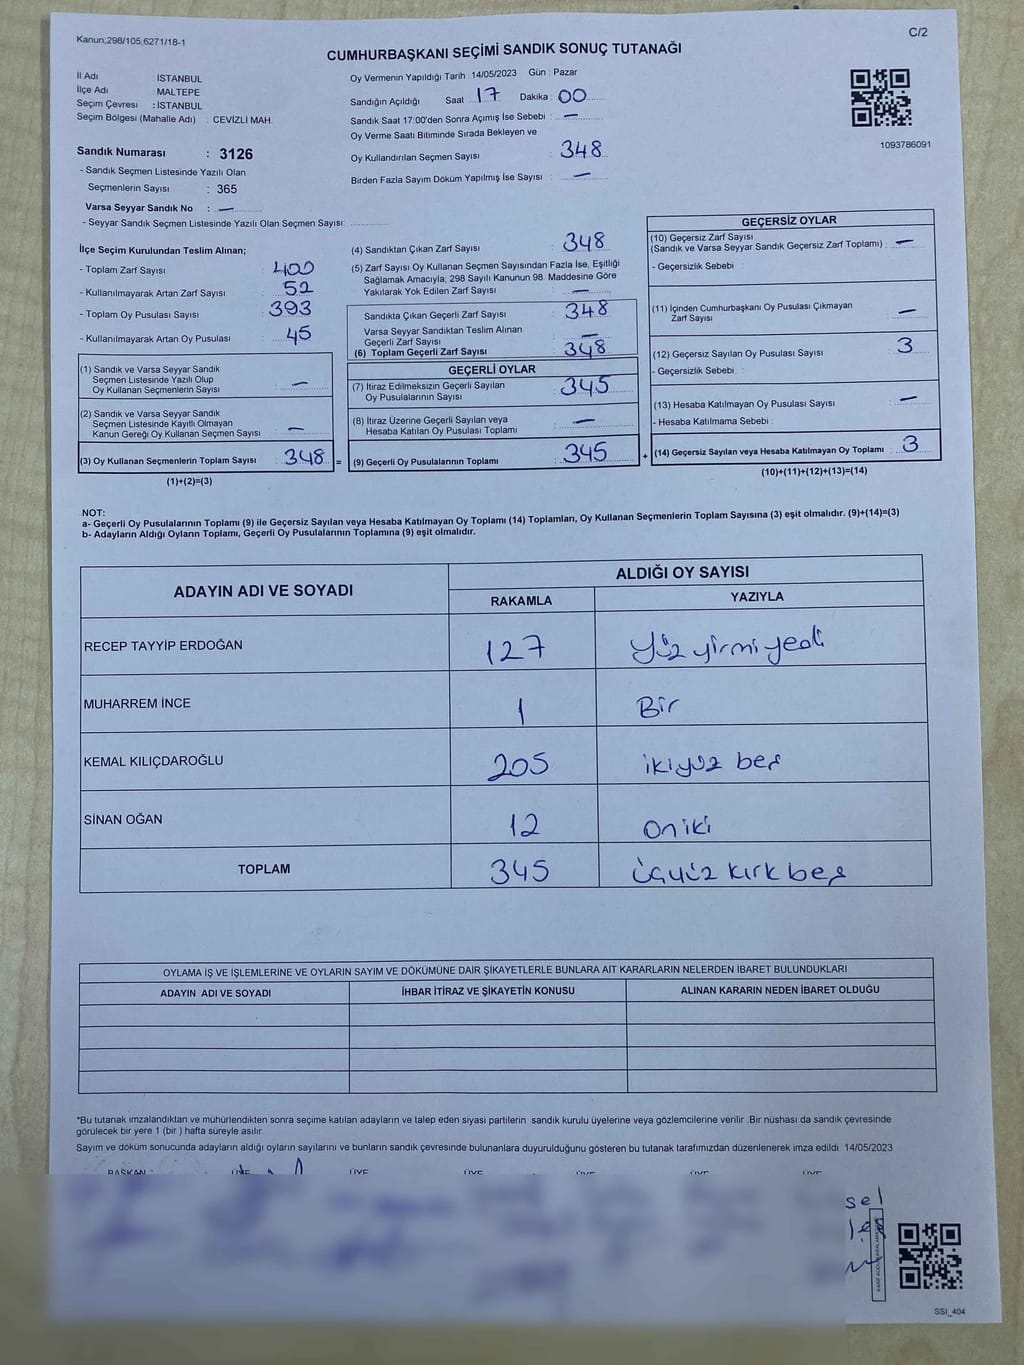 Kanun;298/105,6271/18-1
C/2
CUMHURBAŞKANI SEÇİMİ SANDIK SONUÇ TUTANAĞI
İl Adı : İSTANBUL
İlçe Adı : MALTEPE
Seçim Çevresi : İSTANBUL
Seçim Bölgesi (Mahalle Adı) : CEVİZLİ MAH.
Sandık Numarası : 3126
- Sandık Seçmen Listesinde Yazılı Olan
Seçmenlerin Sayısı : 365
Varsa Seyyar Sandık No : —
- Seyyar Sandık Seçmen Listesinde Yazılı Olan Seçmen Sayısı:
Oy Vermenin Yapıldığı Tarih : 14/05/2023 Gün : Pazar
Sandığın Açıldığı Saat : 17 Dakika : 00
Sandık Saat 17:00'den Sonra Açımış İse Sebebi : —
Oy Verme Saati Bitiminde Sırada Bekleyen ve
Oy Kullandırılan Seçmen Sayısı : 348
Birden Fazla Sayım Döküm Yapılmış İse Sayısı : —
1093786091
İlçe Seçim Kurulundan Teslim Alınan;
- Toplam Zarf Sayısı : 400
- Kullanılmayarak Artan Zarf Sayısı : 52
- Toplam Oy Pusulası Sayısı : 393
- Kullanılmayarak Artan Oy Pusulası : 45
(1) Sandık ve Varsa Seyyar Sandık
Seçmen Listesinde Yazılı Olup
Oy Kullanan Seçmenlerin Sayısı : —
(2) Sandık ve Varsa Seyyar Sandık
Seçmen Listesinde Kayıtlı Olmayan
Kanun Gereği Oy Kullanan Seçmen Sayısı : —
(3) Oy Kullanan Seçmenlerin Toplam Sayısı : 348 =
(1)+(2)=(3)
(4) Sandıktan Çıkan Zarf Sayısı : 348
(5) Zarf Sayısı Oy Kullanan Seçmen Sayısından Fazla İse, Eşitliği
Sağlamak Amacıyla; 298 Sayılı Kanunun 98. Maddesine Göre
Yakılarak Yok Edilen Zarf Sayısı : —
Sandıkta Çıkan Geçerli Zarf Sayısı : 348
Varsa Seyyar Sandıktan Teslim Alınan
Geçerli Zarf Sayısı : —
(6) Toplam Geçerli Zarf Sayısı : 348
GEÇERLİ OYLAR
(7) İtiraz Edilmeksizin Geçerli Sayılan
Oy Pusulalarının Sayısı : 345
(8) İtiraz Üzerine Geçerli Sayılan veya
Hesaba Katılan Oy Pusulası Toplamı : —
(9) Geçerli Oy Pusulalarının Toplamı : 345 +
GEÇERSİZ OYLAR
(10) Geçersiz Zarf Sayısı
(Sandık ve Varsa Seyyar Sandık Geçersiz Zarf Toplamı) : —
- Geçersizlik Sebebi :
(11) İçinden Cumhurbaşkanı Oy Pusulası Çıkmayan
Zarf Sayısı : —
(12) Geçersiz Sayılan Oy Pusulası Sayısı : 3
- Geçersizlik Sebebi :
(13) Hesaba Katılmayan Oy Pusulası Sayısı : —
- Hesaba Katılmama Sebebi :
(14) Geçersiz Sayılan veya Hesaba Katılmayan Oy Toplamı : 3
(10)+(11)+(12)+(13)=(14)
NOT:
a- Geçerli Oy Pusulalarının Toplamı (9) ile Geçersiz Sayılan veya Hesaba Katılmayan Oy Toplamı (14) Toplamları, Oy Kullanan Seçmenlerin Toplam Sayısına (3) eşit olmalıdır. (9)+(14)=(3)
b- Adayların Aldığı Oyların Toplamı, Geçerli Oy Pusulalarının Toplamına (9) eşit olmalıdır.
ADAYIN ADI VE SOYADI ALDIĞI OY SAYISI
RAKAMLA YAZIYLA
RECEP TAYYİP ERDOĞAN 127 Yüz yirmi yedi
MUHARREM İNCE 1 Bir
KEMAL KILIÇDAROĞLU 205 ikiyüz beş
SİNAN OĞAN 12 oniki
TOPLAM 345 üçyüz kırk beş
OYLAMA İŞ VE İŞLEMLERİNE VE OYLARIN SAYIM VE DÖKÜMÜNE DAİR ŞİKAYETLERLE BUNLARA AİT KARARLARIN NELERDEN İBARET BULUNDUKLARI
ADAYIN ADI VE SOYADI İHBAR İTİRAZ VE ŞİKAYETİN KONUSU ALINAN KARARIN NEDEN İBARET OLDUĞU
*Bu tutanak imzalandıktan ve mühürlendikten sonra seçime katılan adayların ve talep eden siyasi partilerin sandık kurulu üyelerine veya gözlemcilerine verilir .Bir nüshası da sandık çevresinde
görülecek bir yere 1 (bir ) hafta süreyle asılır.
Sayım ve döküm sonucunda adayların aldığı oyların sayılarını ve bunların sandık çevresinde bulunanlara duyurulduğunu gösteren bu tutanak tarafımızdan düzenlenerek imza edildi. 14/05/2023
BAŞKAN ÜYE ÜYE ÜYE ÜYE ÜYE ÜYE
sel
SSI_404